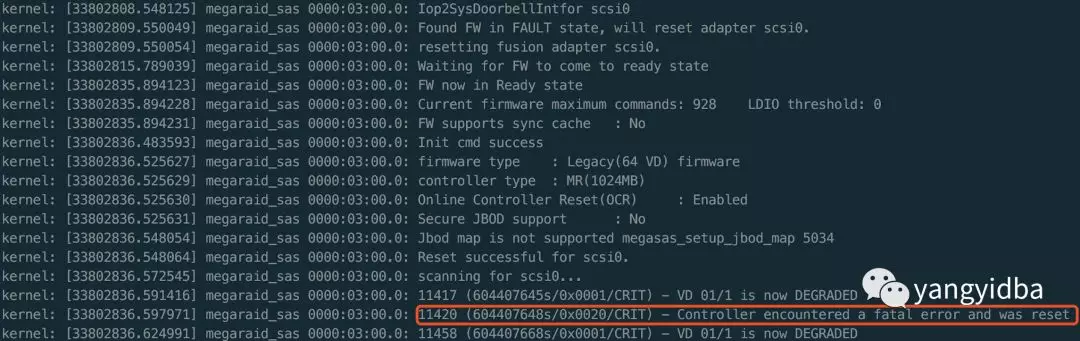 kernel: [33802808.548125] megaraid_sas 0000:03:00.0: Iop2SysDoorbellIntfor scsi0
kernel: [33802809.550049] megaraid_sas 0000:03:00.0: Found FW in FAULT state, will reset adapter scsi0.
kernel: [33802809.550054] megaraid_sas 0000:03:00.0: resetting fusion adapter scsi0.
kernel: [33802815.789039] megaraid_sas 0000:03:00.0: Waiting for FW to come to ready state
kernel: [33802835.894123] megaraid_sas 0000:03:00.0: FW now in Ready state
kernel: [33802835.894228] megaraid_sas 0000:03:00.0: Current firmware maximum commands: 928 LDIO threshold: 0
kernel: [33802835.894231] megaraid_sas 0000:03:00.0: FW supports sync cache : No
kernel: [33802836.483593] megaraid_sas 0000:03:00.0: Init cmd success
kernel: [33802836.525627] megaraid_sas 0000:03:00.0: firmware type : Legacy(64 VD) firmware
kernel: [33802836.525629] megaraid_sas 0000:03:00.0: controller type : MR(1024MB)
kernel: [33802836.525630] megaraid_sas 0000:03:00.0: Online Controller Reset(OCR) : Enabled
kernel: [33802836.525631] megaraid_sas 0000:03:00.0: Secure JBOD support : No
kernel: [33802836.548054] megaraid_sas 0000:03:00.0: Jbod map is not supported megasas_setup_jbod_map 5034
kernel: [33802836.548064] megaraid_sas 0000:03:00.0: Reset successful for scsi0.
kernel: [33802836.572545] megaraid_sas 0000:03:00.0: scanning for scsi0...
kernel: [33802836.591416] megaraid_sas 0000:03:00.0: 11417 (604407645s/0x0001/CRIT) – VD 01/1 is now DEGRADED
yangyidba
kernel: [33802836.597971] megaraid_sas 0000:03:00.0: 11420 (604407648s/0x0020/CRIT) – Controller encountered a fatal error and was reset
kernel: [33802836.624991] megaraid_sas 0000:03:00.0: 11458 (604407668s/0x0001/CRIT) – VD 01/1 is now DEGRADED